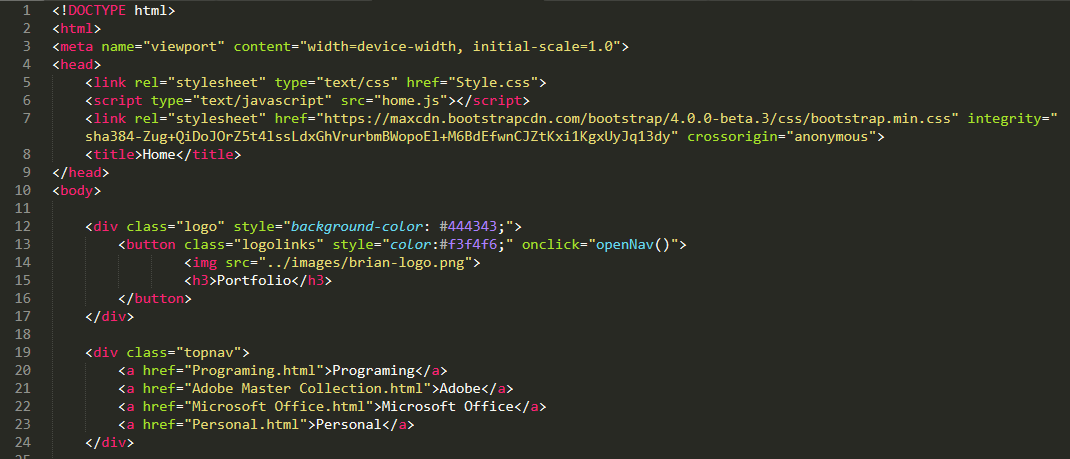 1 <!DOCTYPE html>
2 <html>
3 <meta name="viewport" content="width=device-width, initial-scale=1.0">
4 <head>
5 <link rel="stylesheet" type="text/css" href="Style.css">
6 <script type="text/javascript" src="home.js"></script>
7 <link rel="stylesheet" href="https://maxcdn.bootstrapcdn.com/bootstrap/4.0.0-beta.3/css/bootstrap.min.css" integrity="
sha384-Zug+QiDoJOrZ5t4lssLdxGhVrurbmBWopoEl+M6BdEfwnCJZtKxi1KgxUyJq13dy" crossorigin="anonymous">
8 <title>Home</title>
9 </head>
10 <body>
11
12 <div class="logo" style="background-color: #444343;">
13 <button class="logolinks" style="color:#f3f4f6;" onclick="openNav()">
14 <img src="../images/brian-logo.png">
15 <h3>Portfolio</h3>
16 </button>
17 </div>
18
19 <div class="topnav">
20 <a href="Programing.html">Programing</a>
21 <a href="Adobe Master Collection.html">Adobe</a>
22 <a href="Microsoft Office.html">Microsoft Office</a>
23 <a href="Personal.html">Personal</a>
24 </div>